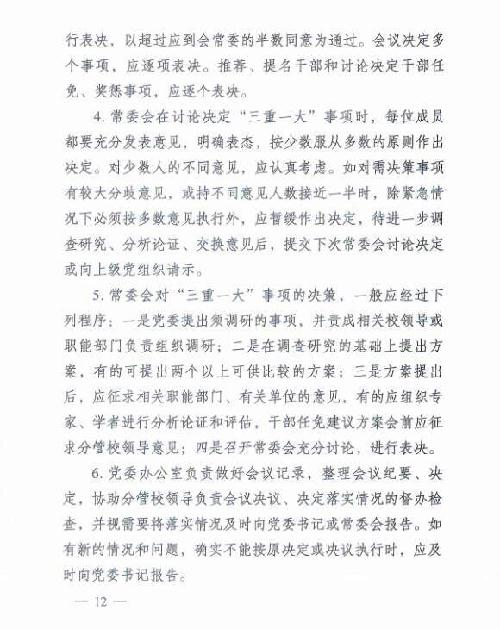 行表决，以超过应到会常委的半数同意为通过。会议决定多
个事项，应逐项表决。推荐、提名干部和讨论决定干部任
免、奖惩事项，应逐个表决。
4. 常委会在讨论决定“三重一大”事项时，每位成员
都要充分发表意见，明确表态，按少数服从多数的原则作出
决定。对少数人的不同意见，应认真考虑。如对需决策事项
有较大分歧意见，或持不同意见人数接近一半时，除紧急情
况下必须按多数意见执行外，应暂缓作出决定，待进一步调
查研究、分析论证、交换意见后，提交下次常委会讨论决定
或向上级党组织请示。
5. 常委会对“三重一大”事项的决策，一般应经过下
列程序：一是党委提出须调研的事项，并责成相关校领导或
职能部门负责组织调研；二是在调查研究的基础上提出方
案，有的可提出两个以上可供比较的方案；三是方案提出
后，应征求相关职能部门、有关单位的意见，有的应组织专
家、学者进行分析论证和评估，干部任免建议方案会前应征
求分管校领导意见；四是召开常委会充分讨论，进行表决。
6. 党委办公室负责做好会议记录，整理会议纪要、决
定，协助分管校领导负责会议决议、决定落实情况的督办检
查，并视需要将落实情况及时向党委书记或常委会报告。如
有新的情况和问题，确实不能按原决定或决议执行时，应及
时向党委书记报告。
— 12 —